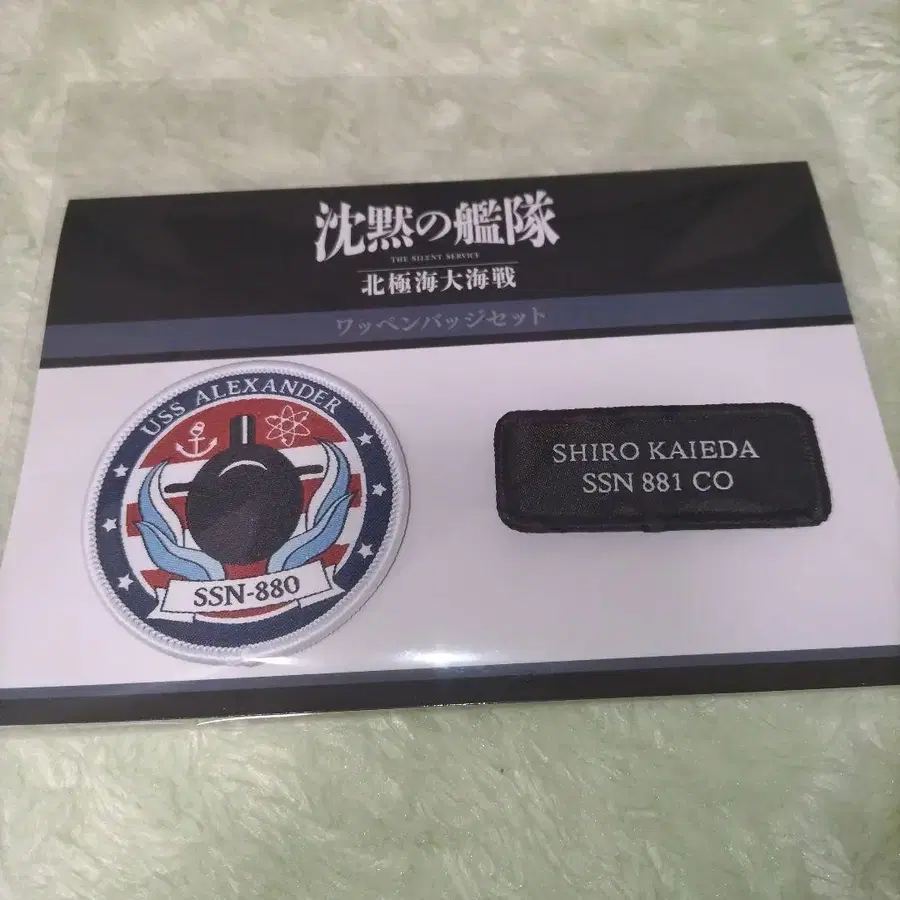 沈黙の艦隊
THE SILENT SERVICE
北極海大海戦
ワッペンバッジセット
USS ALEXANDER
SSN-880
SHIRO KAIEDA
SSN 881 CO